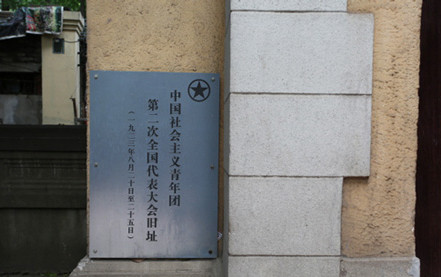 中国社会主义青年团
第二次全国代表大会旧址
(一九二三年八月二十日至二十五日)